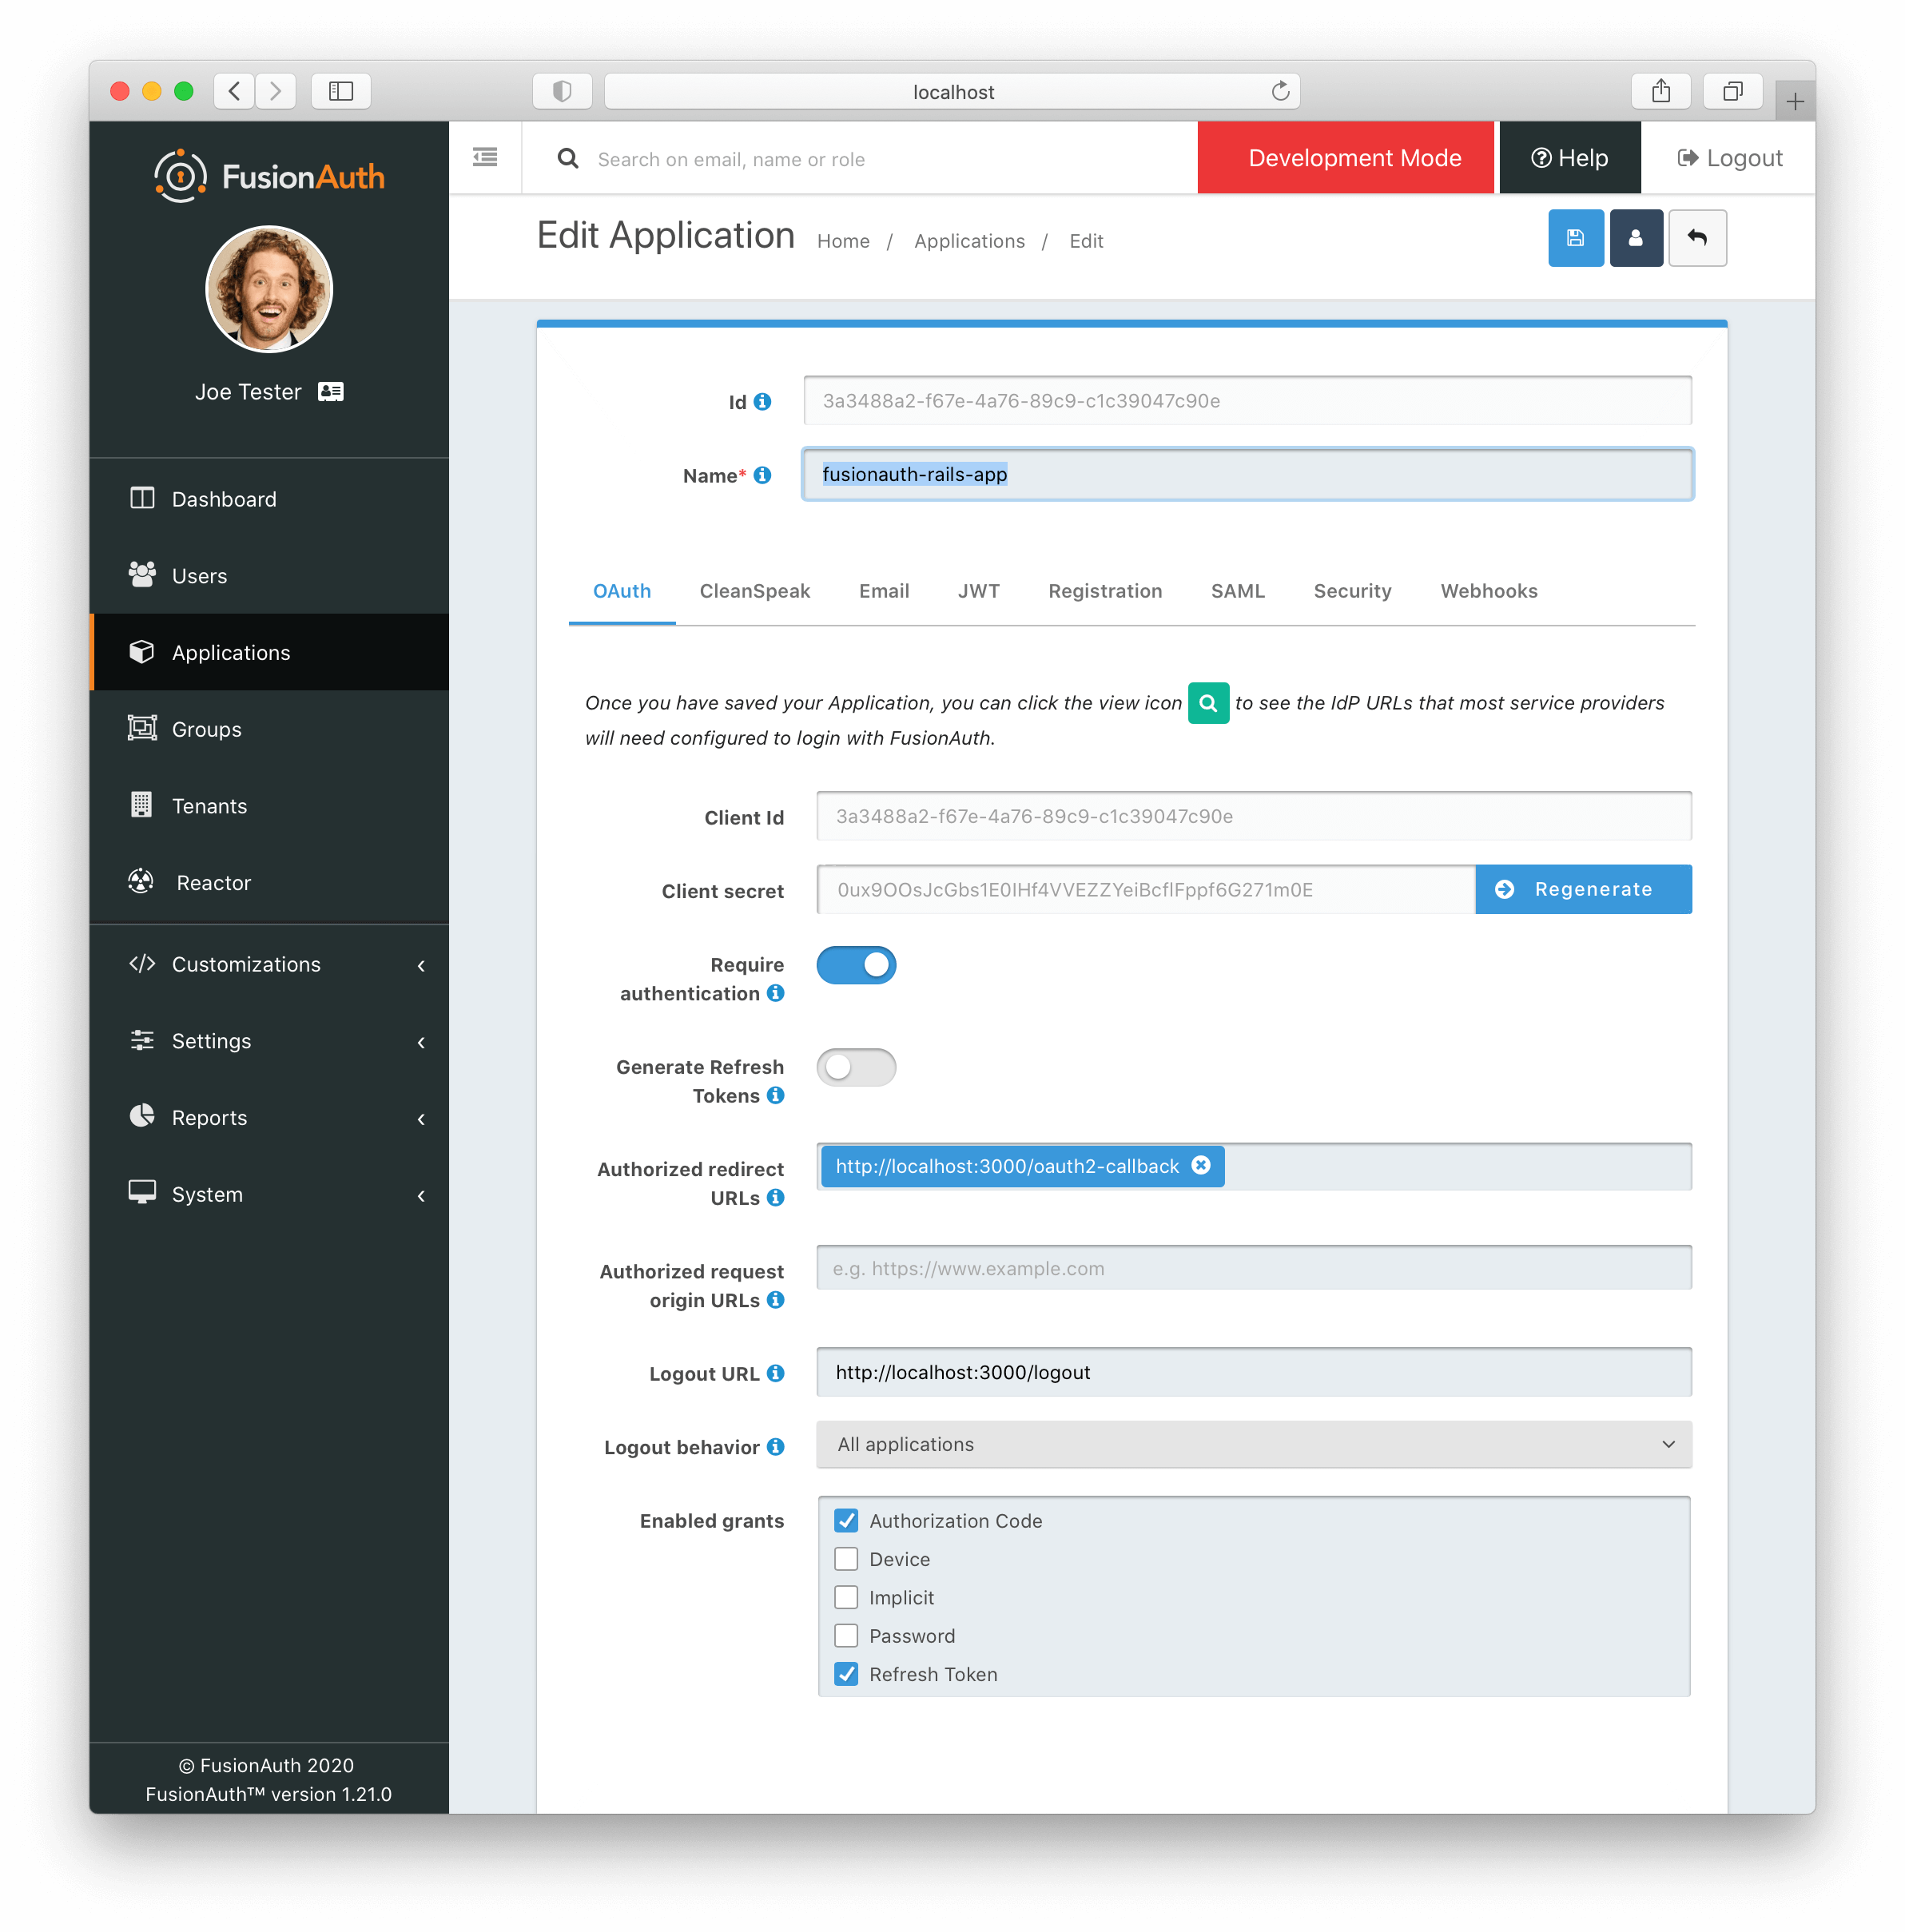 localhost
FusionAuth
Search on email, name or role
Development Mode
Help
Logout
Edit Application
Home / Applications / Edit
Joe Tester
Dashboard
Users
Applications
Groups
Tenants
Reactor
Customizations
Settings
Reports
System
© FusionAuth 2020
FusionAuth™ version 1.21.0
Id
3a3488a2-f67e-4a76-89c9-c1c39047c90e
Name*
fusionauth-rails-app
OAuth CleanSpeak Email JWT Registration SAML Security Webhooks
Once you have saved your Application, you can click the view icon to see the IdP URLs that most service providers
will need configured to login with FusionAuth.
Client Id
3a3488a2-f67e-4a76-89c9-c1c39047c90e
Client secret
0ux9OOsJcGbs1E0IHf4VVEZZYeiBcflFppf6G271m0E
Regenerate
Require
authentication
Generate Refresh
Tokens
Authorized redirect
URLs
http://localhost:3000/oauth2-callback
Authorized request
origin URLs
e.g. https://www.example.com
Logout URL
http://localhost:3000/logout
Logout behavior
All applications
Enabled grants
Authorization Code
Device
Implicit
Password
Refresh Token